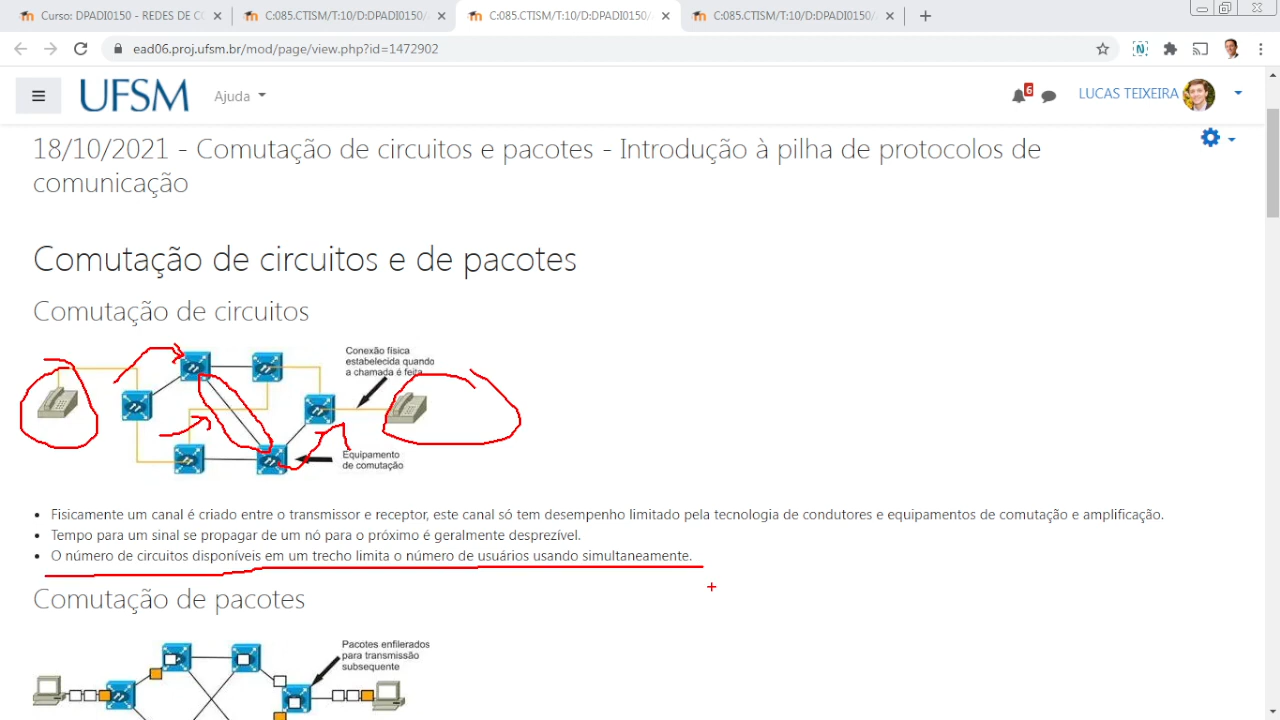 Curso: DPADI0150 - REDES DE CO
C:085.CTISM/T:10/D:DPADI0150/
C:085.CTISM/T:10/D:DPADI0150/
C:085.CTISM/T:10/D:DPADI0150/
ead06.proj.ufsm.br/mod/page/view.php?id=1472902
UFSM
Ajuda
6
LUCAS TEIXEIRA
18/10/2021 - Comutação de circuitos e pacotes - Introdução à pilha de protocolos de
comunicação
Comutação de circuitos e de pacotes
Comutação de circuitos
Conexão física
estabelecida quando
a chamada é feita
Equipamento
de comutação
• Fisicamente um canal é criado entre o transmissor e receptor, este canal só tem desempenho limitado pela tecnologia de condutores e equipamentos de comutação e amplificação.
• Tempo para um sinal se propagar de um nó para o próximo é geralmente desprezível.
• O número de circuitos disponíveis em um trecho limita o número de usuários usando simultaneamente.
Comutação de pacotes
Pacotes enfilerados
para transmissão
subsequente